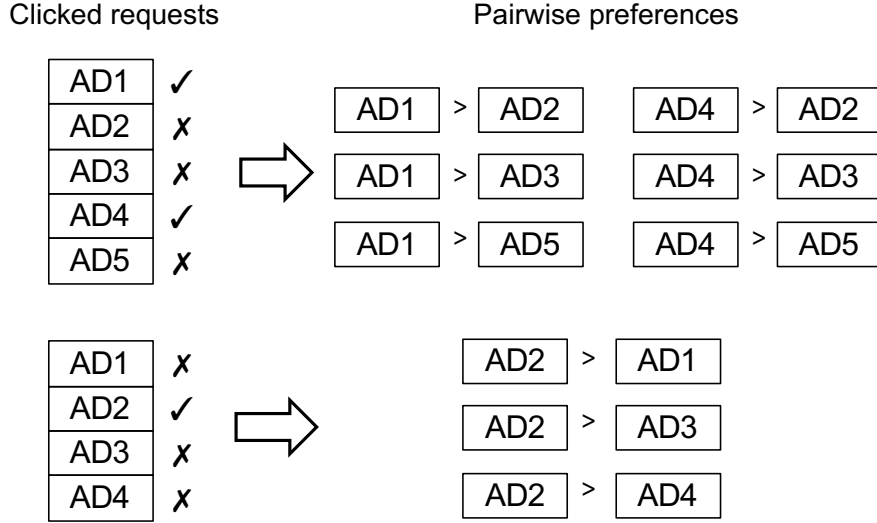 Clicked requests
Pairwise preferences
AD1 ✓
AD2 ✗
AD3 ✗
AD4 ✓
AD5 ✗
AD1 > AD2
AD4 > AD2
AD1 > AD3
AD4 > AD3
AD1 > AD5
AD4 > AD5
AD1 ✗
AD2 ✓
AD3 ✗
AD4 ✗
AD2 > AD1
AD2 > AD3
AD2 > AD4